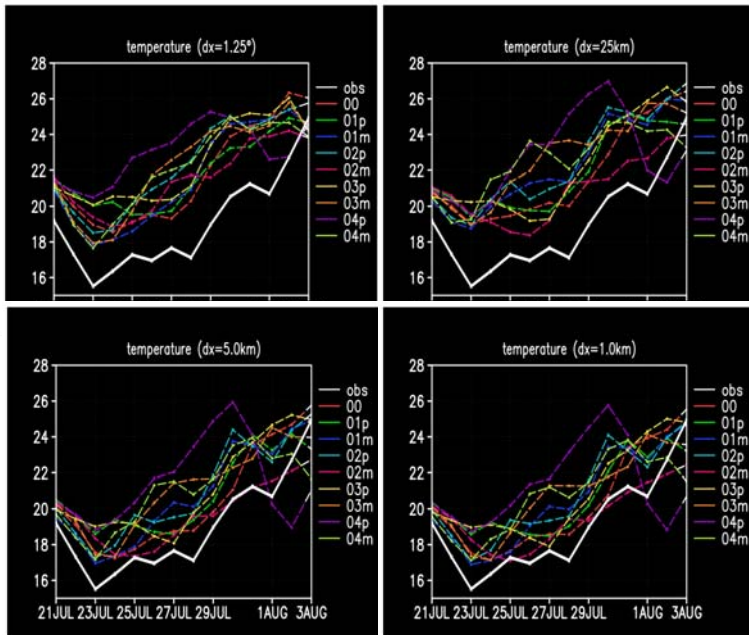 temperature (dx=1.25°)
28
26
24
22
20
18
16
obs
00
01p
01m
02p
02m
03p
03m
04p
04m
temperature (dx=25km)
28
26
24
22
20
18
16
obs
00
01p
01m
02p
02m
03p
03m
04p
04m
temperature (dx=5.0km)
28
26
24
22
20
18
16
obs
00
01p
01m
02p
02m
03p
03m
04p
04m
21JUL 23JUL 25JUL 27JUL 29JUL 1AUG 3AUG
temperature (dx=1.0km)
28
26
24
22
20
18
16
obs
00
01p
01m
02p
02m
03p
03m
04p
04m
21JUL 23JUL 25JUL 27JUL 29JUL 1AUG 3AUG